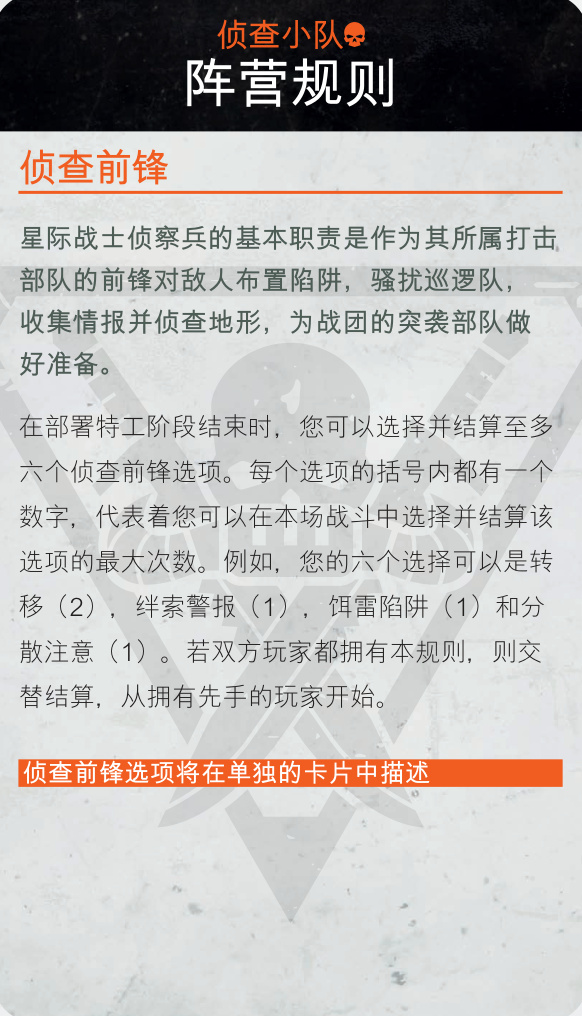 侦查小队
阵营规则
侦查前锋
星际战士侦察兵的基本职责是作为其所属打击
部队的前锋对敌人布置陷阱，骚扰巡逻队，
收集情报并侦查地形，为战团的突袭部队做
好准备。
在部署特工阶段结束时，您可以选择并结算至多
六个侦查前锋选项。每个选项的括号内都有一个
数字，代表着您可以在本场战斗中选择并结算该
选项的最大次数。例如，您的六个选择可以是转
移（2），绊索警报（1），饵雷陷阱（1）和分
散注意（1）。若双方玩家都拥有本规则，则交
替结算，从拥有先手的玩家开始。
侦查前锋选项将在单独的卡片中描述